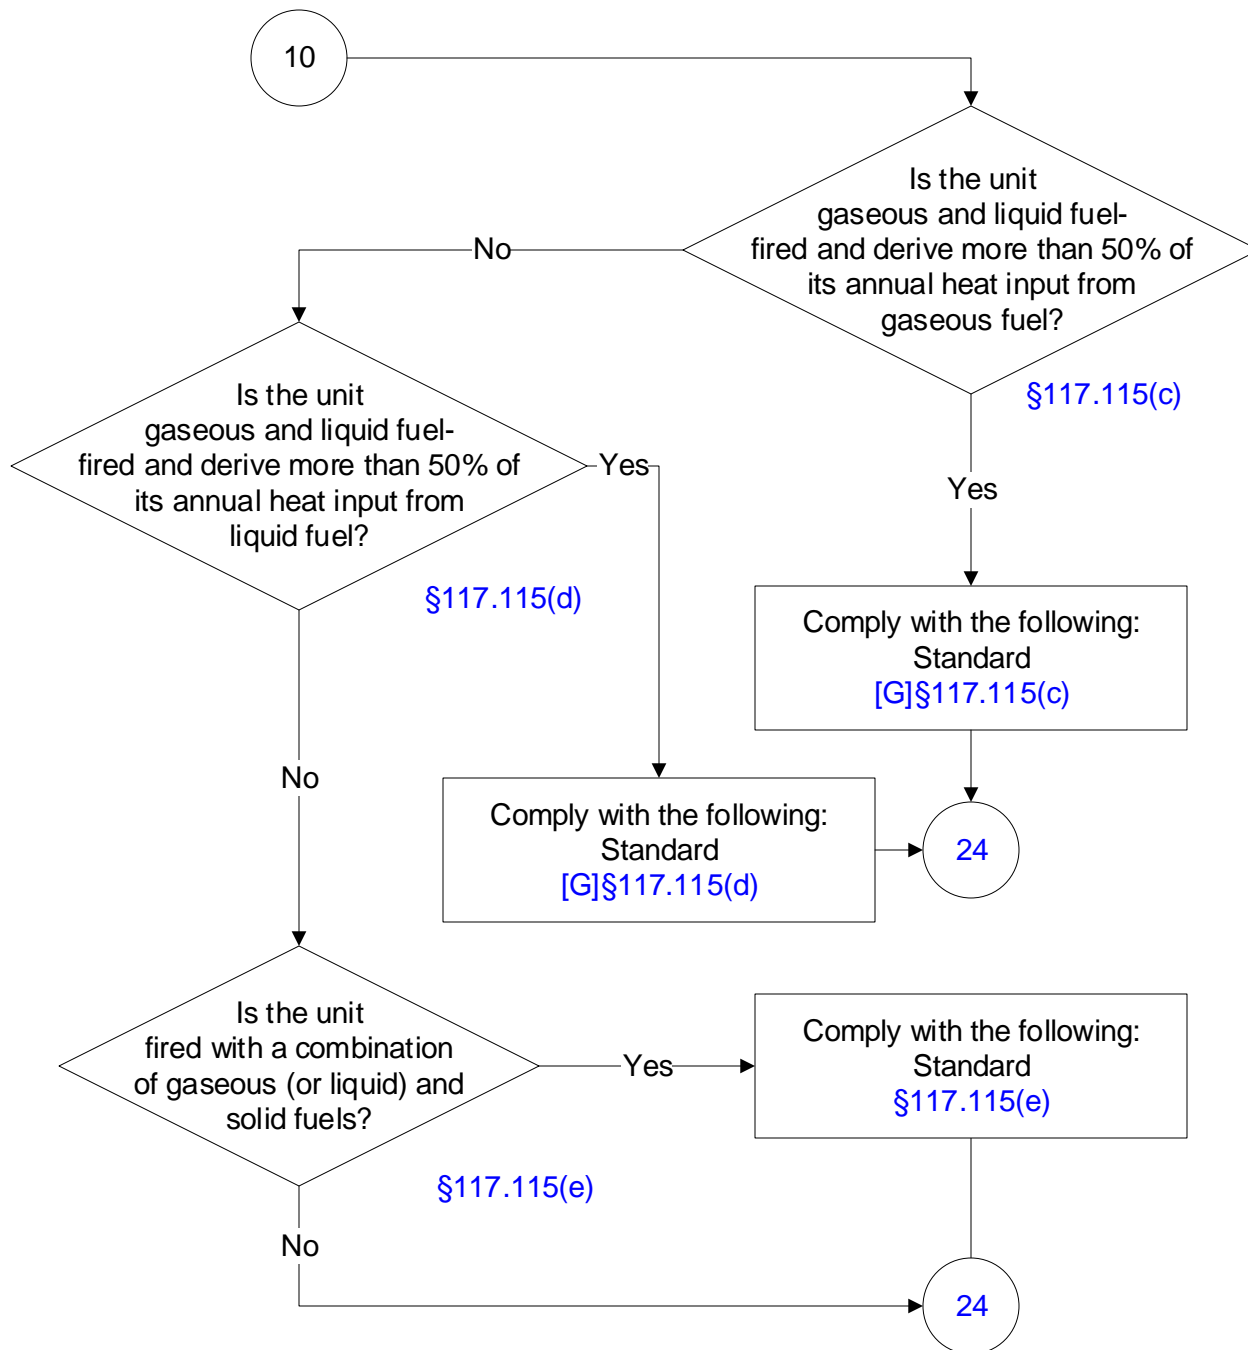 10
Is the unit
gaseous and liquid fuel-
fired and derive more than 50% of
its annual heat input from
gaseous fuel?
No
§117.115(c)
Is the unit
gaseous and liquid fuel-
fired and derive more than 50% of
its annual heat input from
liquid fuel?
Yes
Yes
§117.115(d)
Comply with the following:
Standard
[G]§117.115(c)
No
Comply with the following:
Standard
[G]§117.115(d)
24
Is the unit
fired with a combination
of gaseous (or liquid) and
solid fuels?
Yes
Comply with the following:
Standard
§117.115(e)
§117.115(e)
No
24